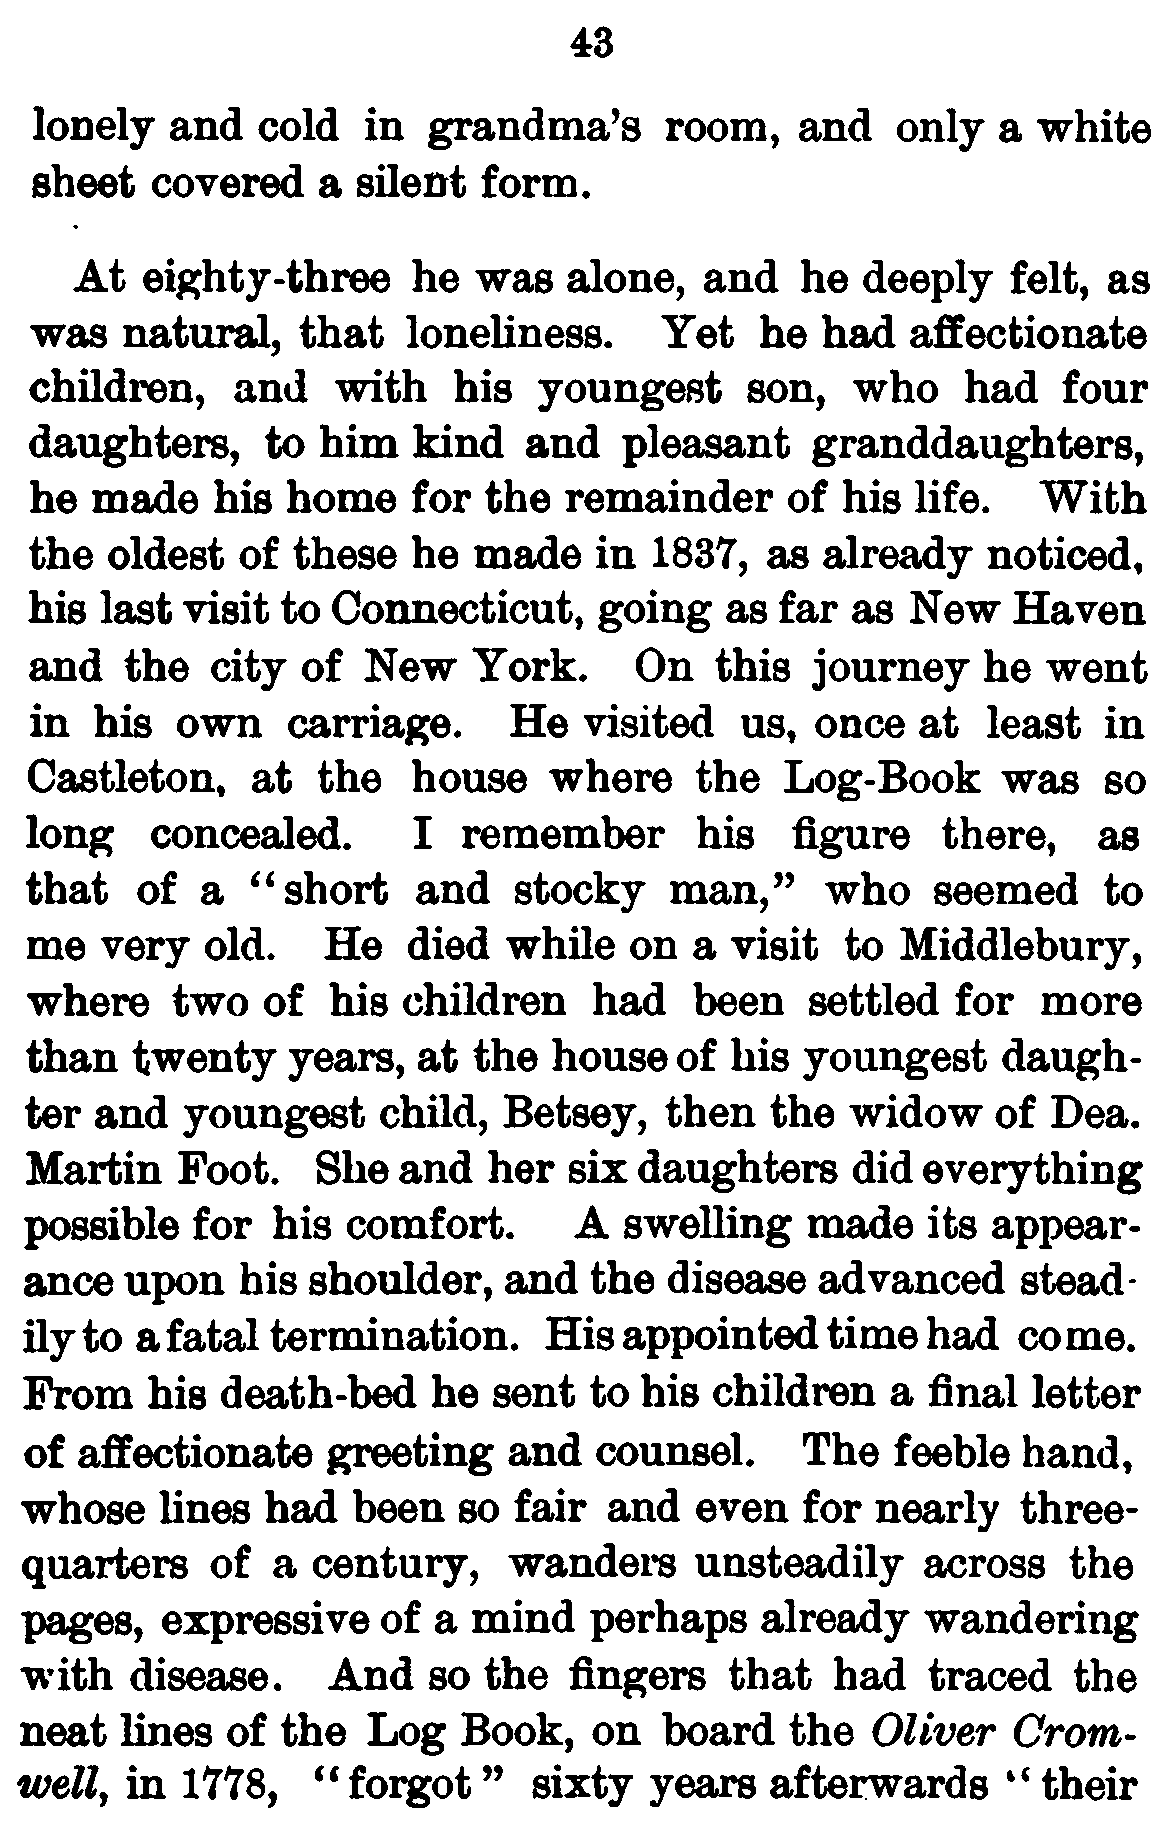 43
lonely and cold in grandma's room, and only a white
sheet covered a silent form.
At eighty-three he was alone, and he deeply felt, as
was natural, that loneliness. Yet he had affectionate
children, and with his youngest son, who had four
daughters, to him kind and pleasant granddaughters,
he made his home for the remainder of his life. With
the oldest of these he made in 1837, as already noticed,
his last visit to Connecticut, going as far as New Haven
and the city of New York. On this journey he went
in his own carriage. He visited us, once at least in
Castleton, at the house where the Log-Book was so
long concealed. I remember his figure there, as
that of a "short and stocky man," who seemed to
me very old. He died while on a visit to Middlebury,
where two of his children had been settled for more
than twenty years, at the house of his youngest daugh-
ter and youngest child, Betsey, then the widow of Dea.
Martin Foot. She and her six daughters did everything
possible for his comfort. A swelling made its appear-
ance upon his shoulder, and the disease advanced stead-
ily to a fatal termination. His appointed time had come.
From his death-bed he sent to his children a final letter
of affectionate greeting and counsel. The feeble hand,
whose lines had been so fair and even for nearly three-
quarters of a century, wanders unsteadily across the
pages, expressive of a mind perhaps already wandering
with disease. And so the fingers that had traced the
neat lines of the Log Book, on board the Oliver Crom-
well, in 1778, "forgot" sixty years afterwards "their